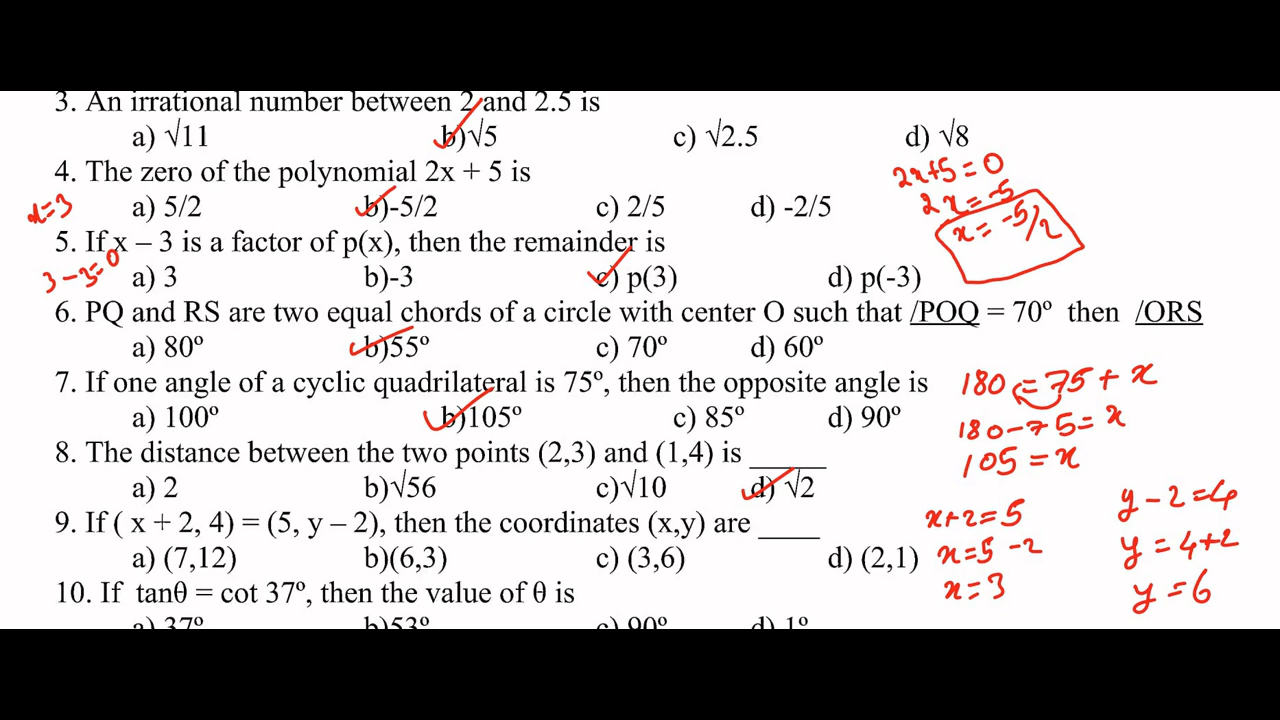 3. An irrational number between 2 and 2.5 is
a) √11 b)√5 c) √2.5 d) √8
4. The zero of the polynomial 2x + 5 is
2x+5=0
a) 5/2 b)-5/2 c) 2/5 d) -2/5
2x=-5
x=3
x=-5/2
5. If x – 3 is a factor of p(x), then the remainder is
3-3=0
a) 3 b)-3 c) p(3) d) p(-3)
6. PQ and RS are two equal chords of a circle with center O such that /POQ = 70º then /ORS
a) 80º b)55º c) 70º d) 60º
7. If one angle of a cyclic quadrilateral is 75º, then the opposite angle is
180=75+x
a) 100º b)105º c) 85º d) 90º
180-75=x
8. The distance between the two points (2,3) and (1,4) is _____
105=x
a) 2 b)√56 c)√10 d) √2
9. If ( x + 2, 4) = (5, y – 2), then the coordinates (x,y) are ____
x+2=5 y-2=4
a) (7,12) b)(6,3) c) (3,6) d) (2,1)
x=5-2 y=4+2
10. If tanθ = cot 37º, then the value of θ is
x=3 y=6
a) 37º b)53º c) 90º d) 1º